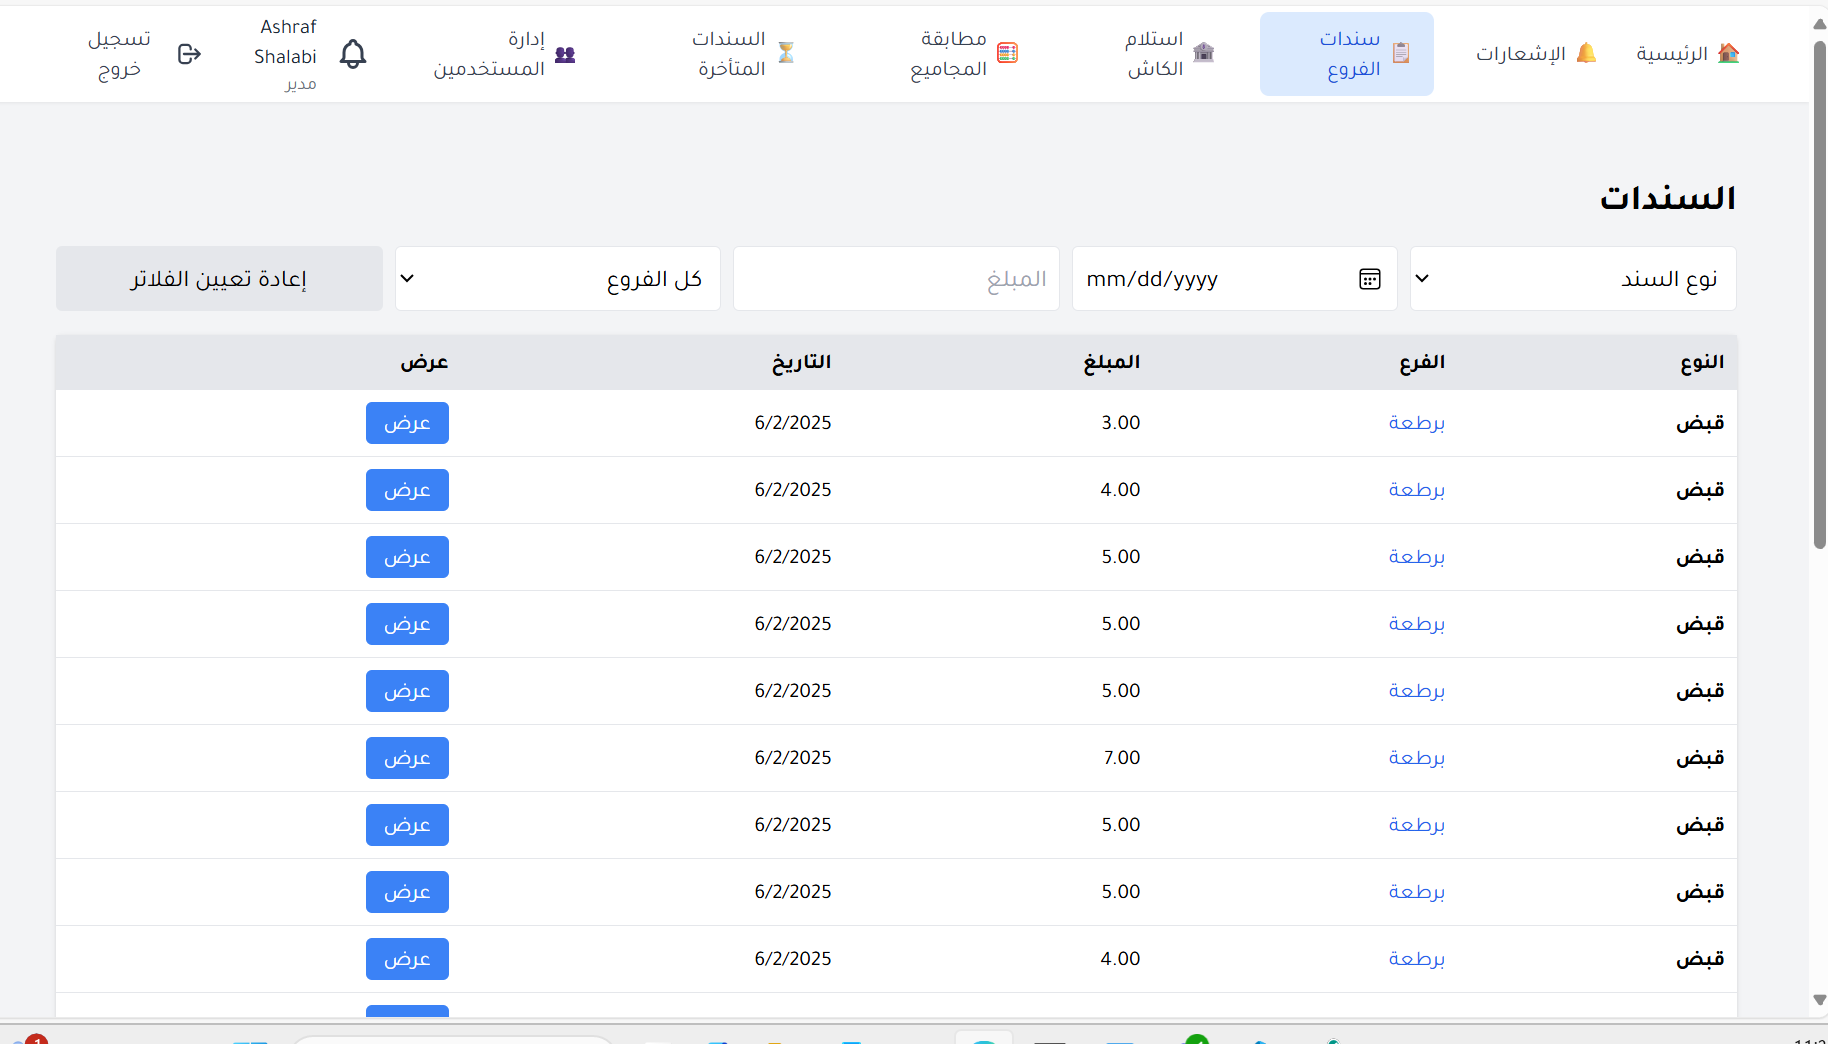 الرئيسية
الإشعارات
سندات
الفروع
استلام
الكاش
مطابقة
المجاميع
السندات
المتأخرة
إدارة
المستخدمين
Ashraf
Shalabi
مدير
تسجيل
خروج
السندات
نوع السند
mm/dd/yyyy
المبلغ
كل الفروع
إعادة تعيين الفلاتر
النوع الفرع المبلغ التاريخ عرض
قبض برطعة 3.00 6/2/2025 عرض
قبض برطعة 4.00 6/2/2025 عرض
قبض برطعة 5.00 6/2/2025 عرض
قبض برطعة 5.00 6/2/2025 عرض
قبض برطعة 5.00 6/2/2025 عرض
قبض برطعة 7.00 6/2/2025 عرض
قبض برطعة 5.00 6/2/2025 عرض
قبض برطعة 5.00 6/2/2025 عرض
قبض برطعة 4.00 6/2/2025 عرض
1